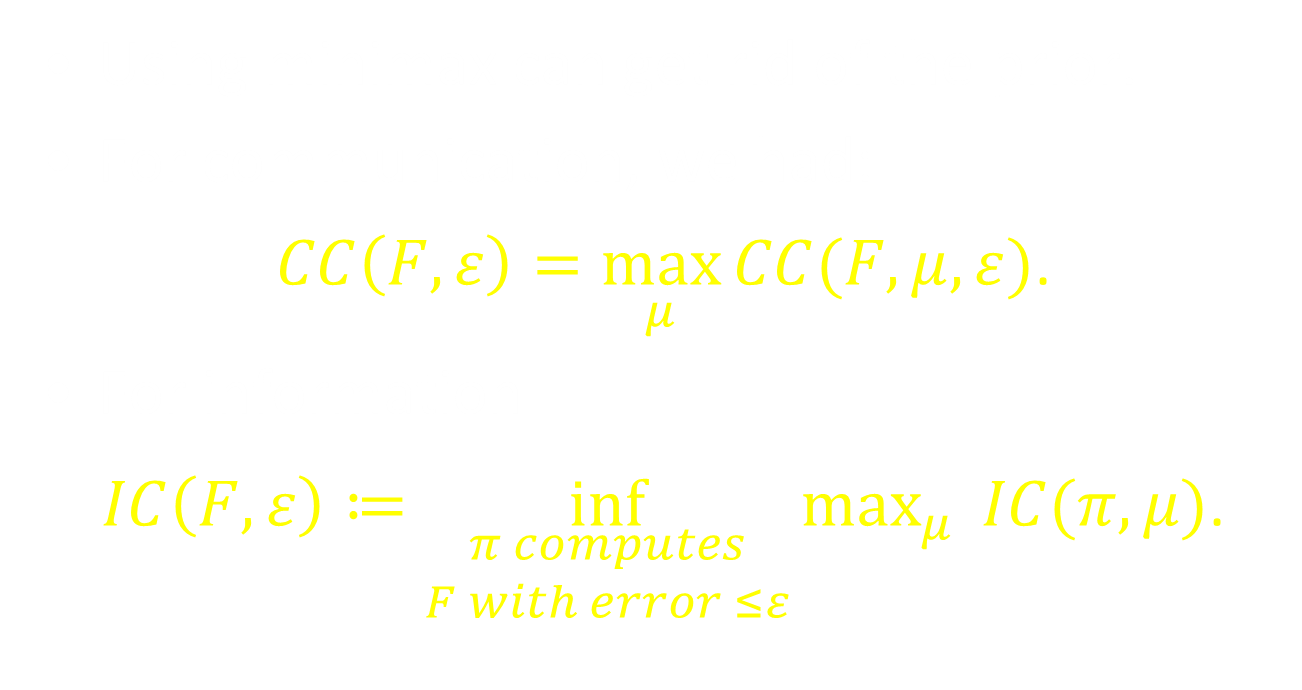 CC(F, ε) = max CC(F, μ, ε).
μ
IC(F, ε) ≔ inf max_μ IC(π, μ).
π computes
F with error ≤ε